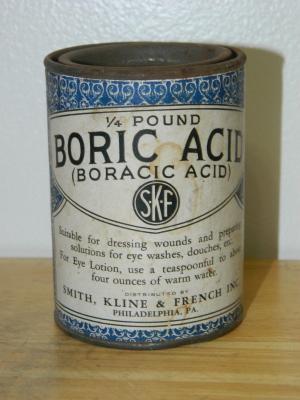 1/4 POUND
BORIC ACID
(BORACIC ACID)
S·K·F
Suitable for dressing wounds and preparing
solutions for eye washes, douches, etc.
For Eye Lotion, use a teaspoonful to about
four ounces of warm water.
DISTRIBUTED BY
SMITH, KLINE & FRENCH INC.
PHILADELPHIA, PA.